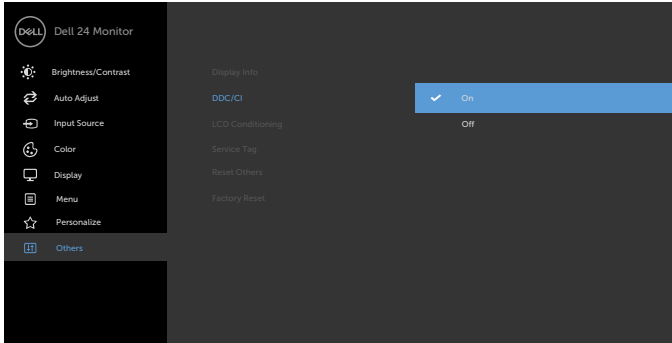 DELL Dell 24 Monitor
Brightness/Contrast
Auto Adjust
Input Source
Color
Display
Menu
Personalize
Others
Display Info
DDC/CI
LCD Conditioning
Service Tag
Reset Others
Factory Reset
On
Off